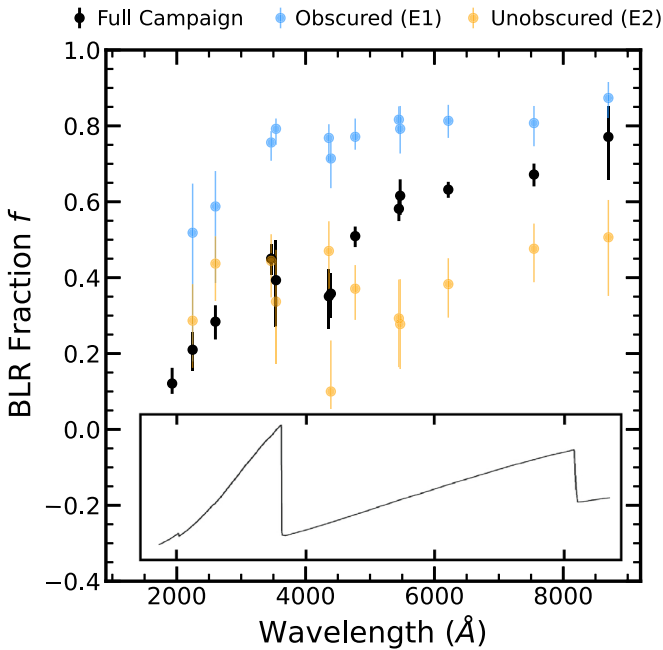 Full Campaign Obscured (E1) Unobscured (E2)
1.0
0.8
0.6
0.4
0.2
0.0
−0.2
−0.4
BLR Fraction f
2000 4000 6000 8000
Wavelength (Å)